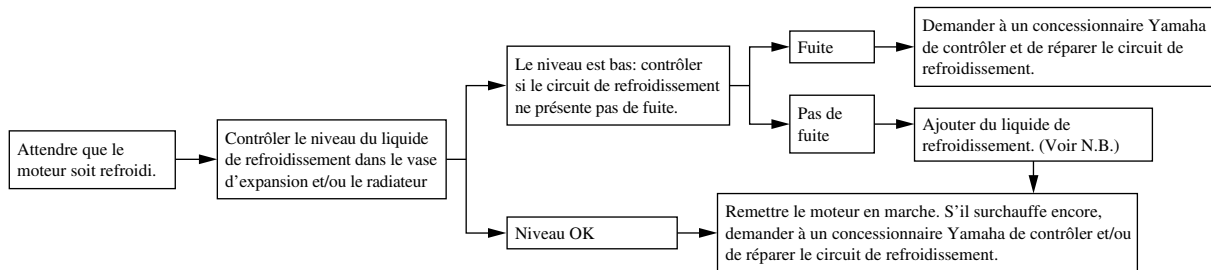 Attendre que le
moteur soit refroidi.
Contrôler le niveau du liquide
de refroidissement dans le vase
d’expansion et/ou le radiateur
Le niveau est bas: contrôler
si le circuit de refroidissement
ne présente pas de fuite.
Fuite
Demander à un concessionnaire Yamaha
de contrôler et de réparer le circuit de
refroidissement.
Pas de
fuite
Ajouter du liquide de
refroidissement. (Voir N.B.)
Niveau OK
Remettre le moteur en marche. S’il surchauffe encore,
demander à un concessionnaire Yamaha de contrôler et/ou
de réparer le circuit de refroidissement.